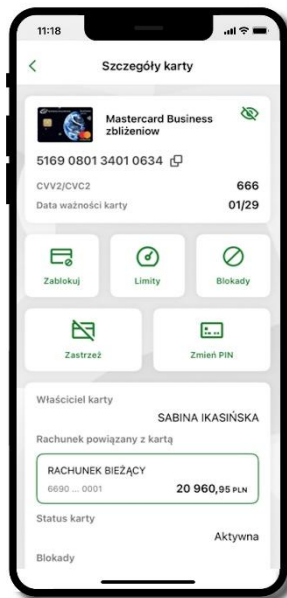 11:18
Szczegóły karty
Mastercard Business
zbliżeniow
5169 0801 3401 0634
CVV2/CVC2 666
Data ważności karty 01/29
Zablokuj Limity Blokady
Zastrzeż Zmień PIN
Właściciel karty
SABINA IKASIŃSKA
Rachunek powiązany z kartą
RACHUNEK BIEŻĄCY
6690 ... 0001 20 960,95 PLN
Status karty
Aktywna
Blokady